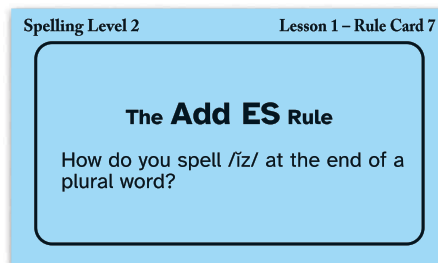 Spelling Level 2 Lesson 1 – Rule Card 7
The Add ES Rule
How do you spell /ĭz/ at the end of a
plural word?